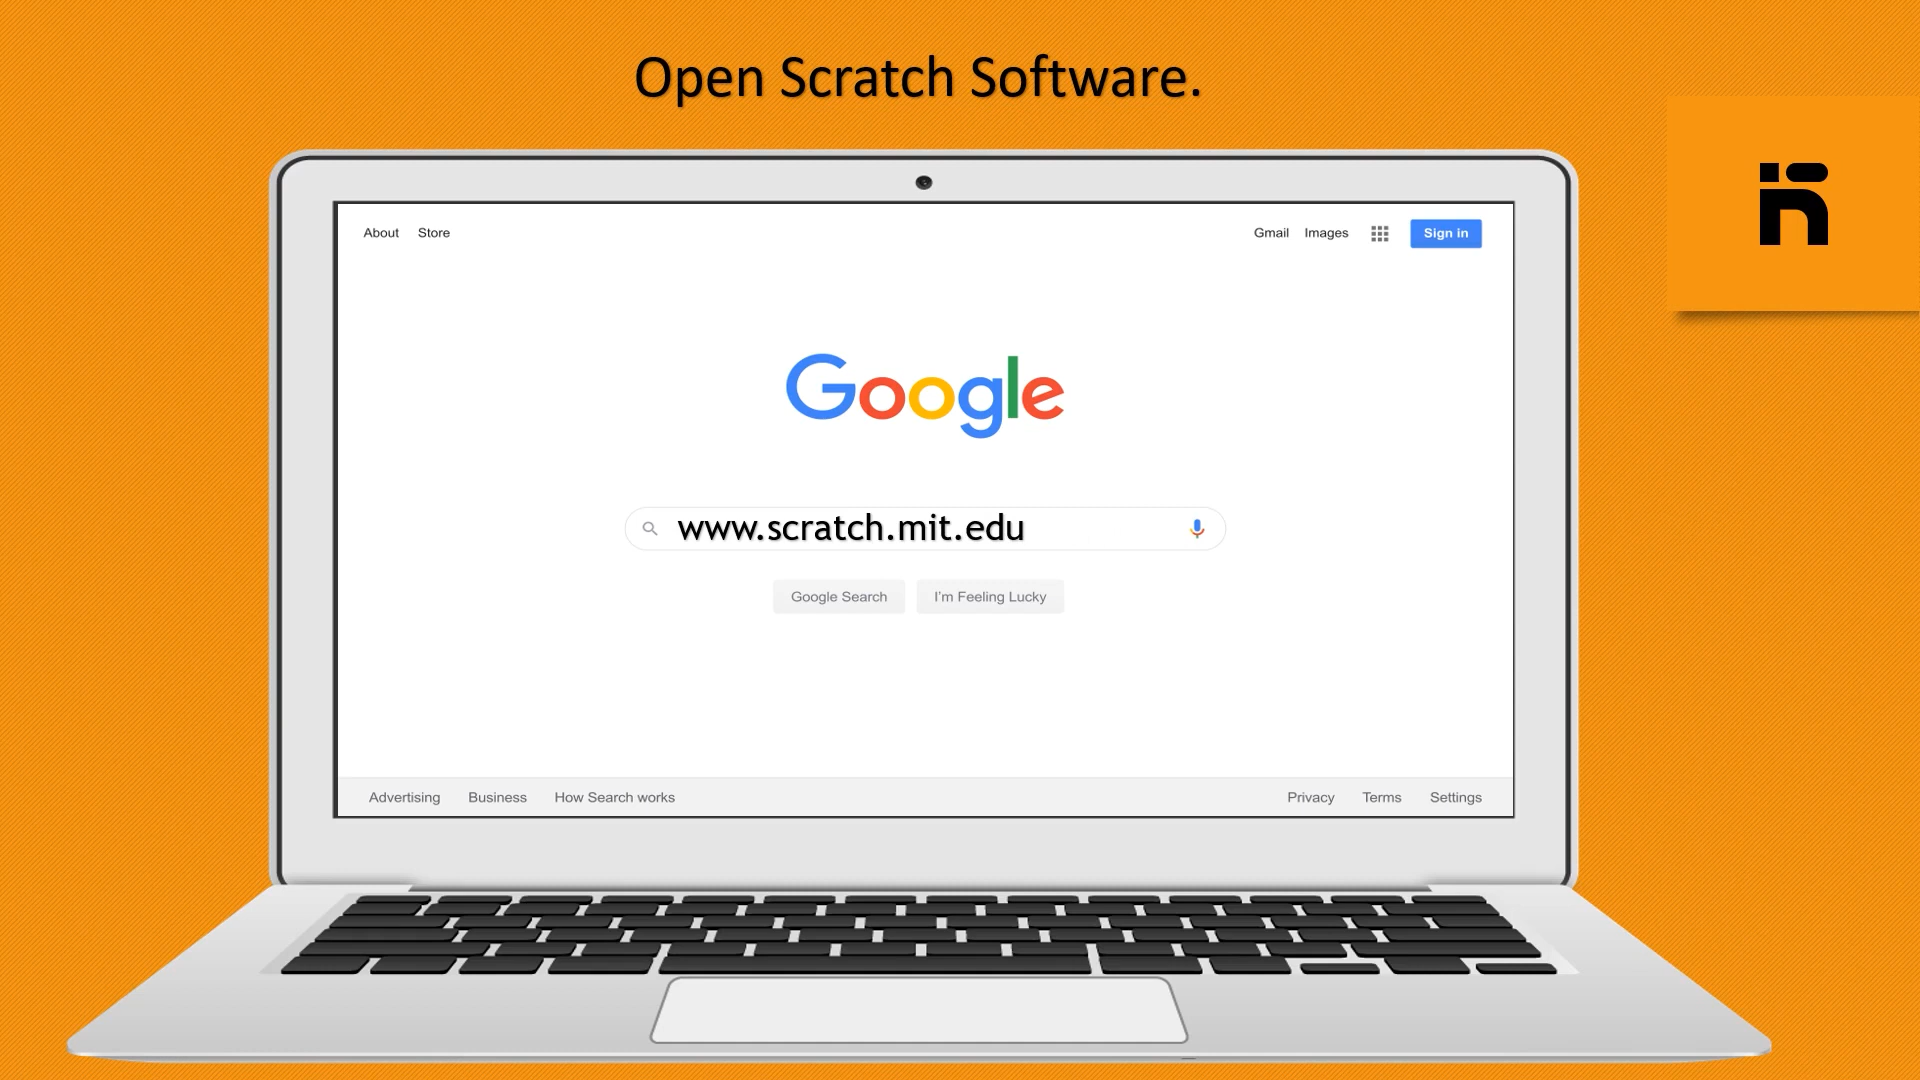 Open Scratch Software.
About Store
Gmail Images Sign in
Google
www.scratch.mit.edu
Google Search I'm Feeling Lucky
Advertising Business How Search works
Privacy Terms Settings